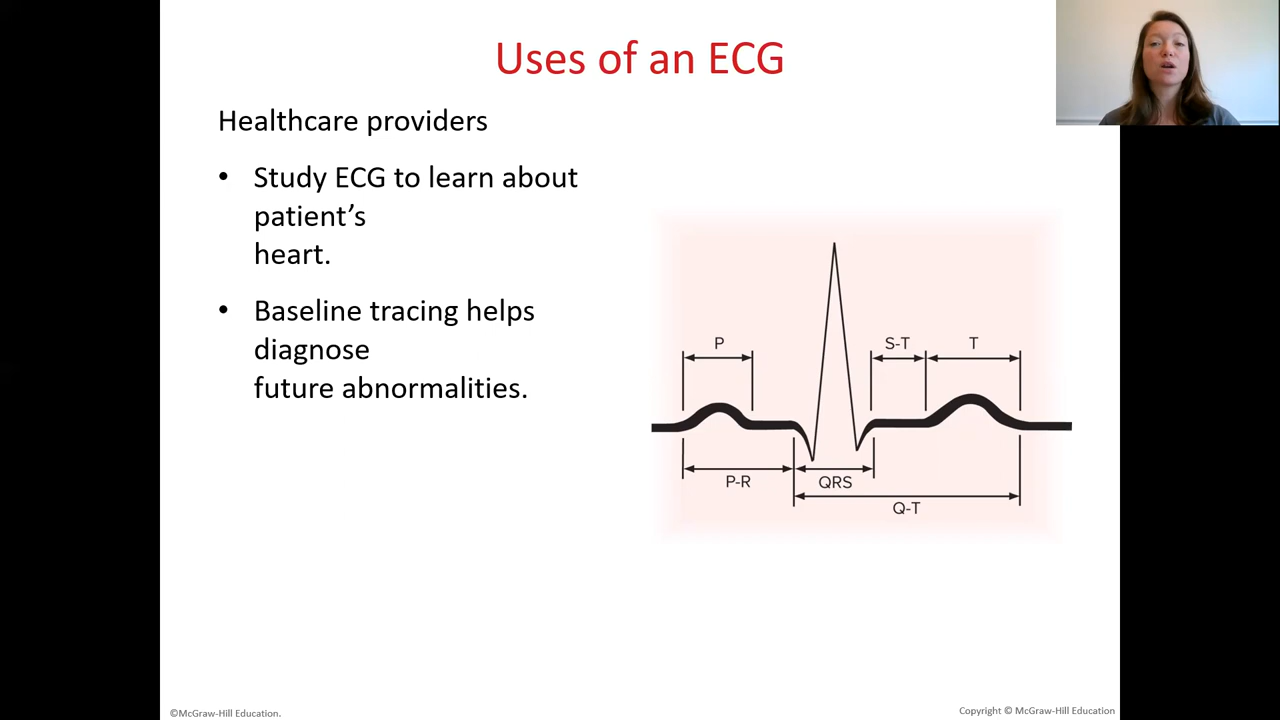 Uses of an ECG
Healthcare providers
• Study ECG to learn about
patient’s
heart.
• Baseline tracing helps
diagnose
future abnormalities.
P
S-T
T
P-R
QRS
Q-T
©McGraw-Hill Education.
Copyright © McGraw-Hill Education